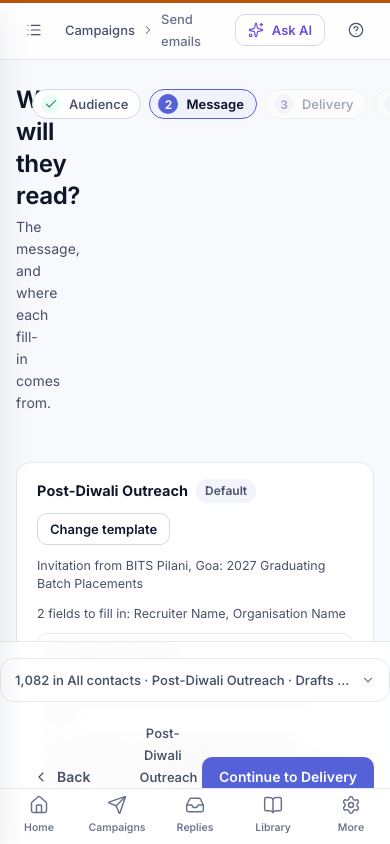 Campaigns
Send
emails
Ask AI
will
they
read?
Audience
2 Message
3 Delivery
The
message,
and
where
each
fill-
in
comes
from.
Post-Diwali Outreach Default
Change template
Invitation from BITS Pilani, Goa: 2027 Graduating
Batch Placements
2 fields to fill in: Recruiter Name, Organisation Name
1,082 in All contacts · Post-Diwali Outreach · Drafts ...
Post-
Diwali
Outreach
Back
Continue to Delivery
Home Campaigns Replies Library More